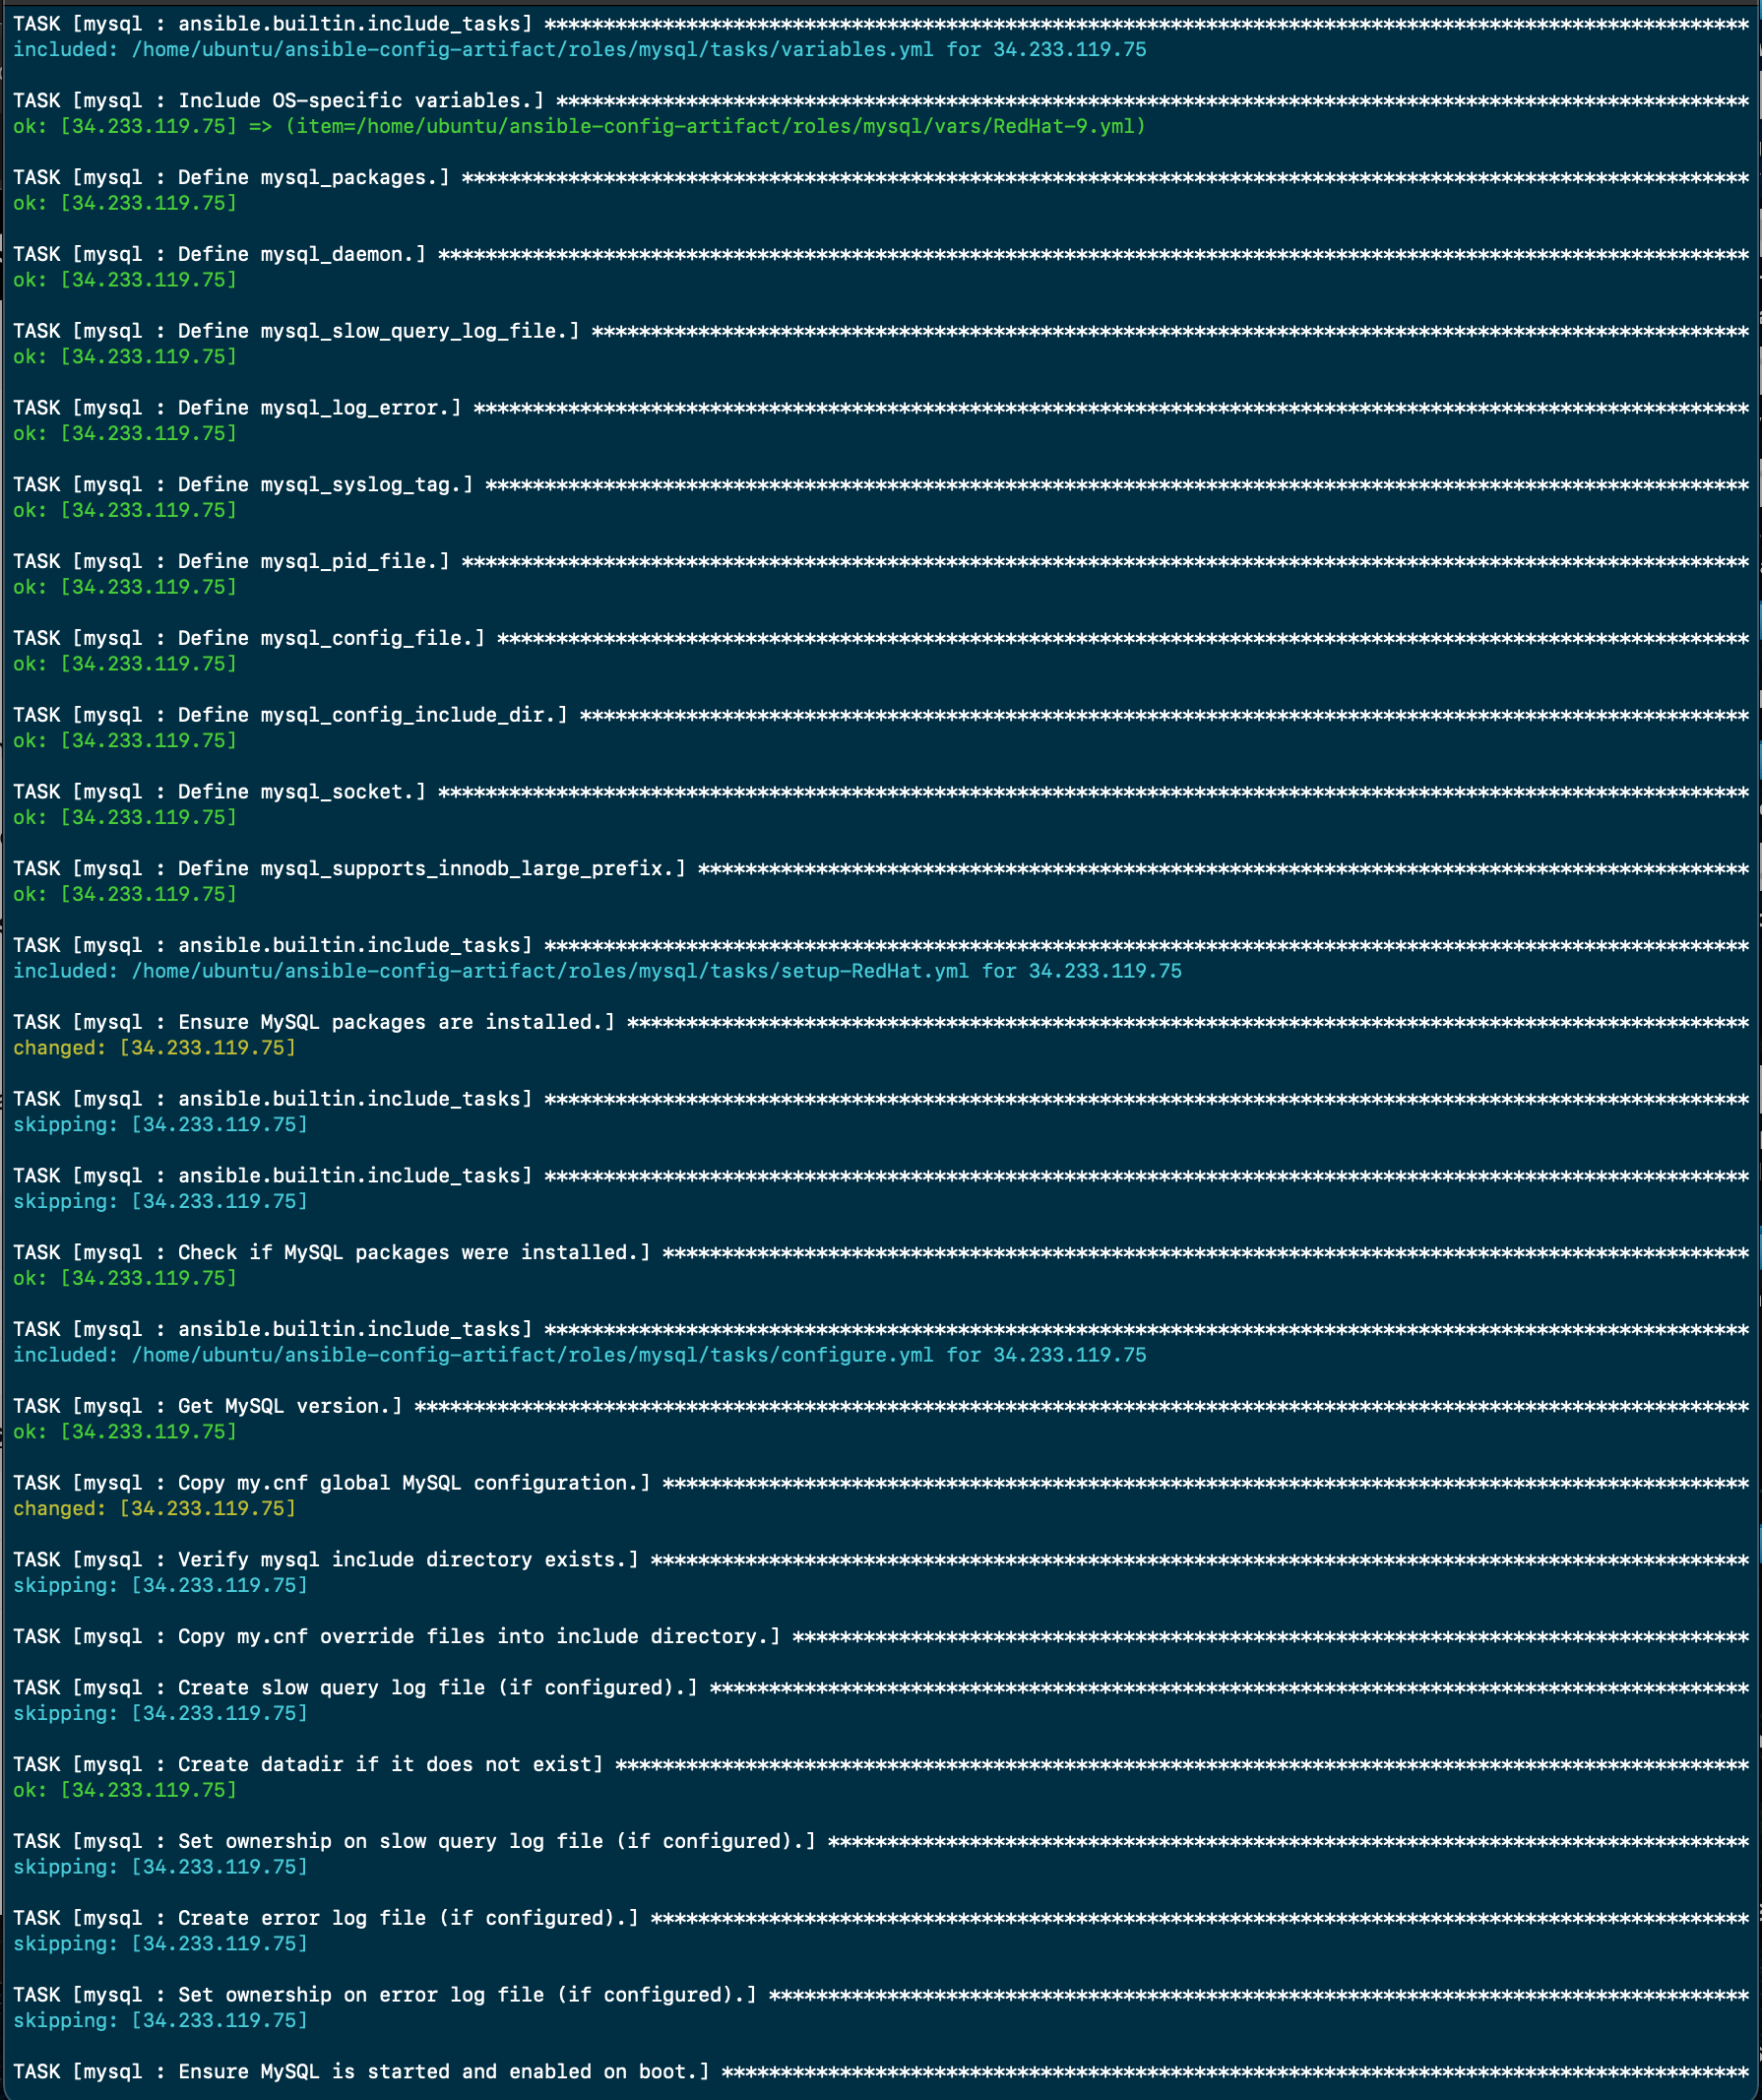 TASK [mysql : ansible.builtin.include_tasks] ******************************************************************************************************
included: /home/ubuntu/ansible-config-artifact/roles/mysql/tasks/variables.yml for 34.233.119.75
TASK [mysql : Include OS-specific variables.] *****************************************************************************************************
ok: [34.233.119.75] => (item=/home/ubuntu/ansible-config-artifact/roles/mysql/vars/RedHat-9.yml)
TASK [mysql : Define mysql_packages.] *************************************************************************************************************
ok: [34.233.119.75]
TASK [mysql : Define mysql_daemon.] ***************************************************************************************************************
ok: [34.233.119.75]
TASK [mysql : Define mysql_slow_query_log_file.] **************************************************************************************************
ok: [34.233.119.75]
TASK [mysql : Define mysql_log_error.] ************************************************************************************************************
ok: [34.233.119.75]
TASK [mysql : Define mysql_syslog_tag.] ***********************************************************************************************************
ok: [34.233.119.75]
TASK [mysql : Define mysql_pid_file.] *************************************************************************************************************
ok: [34.233.119.75]
TASK [mysql : Define mysql_config_file.] **********************************************************************************************************
ok: [34.233.119.75]
TASK [mysql : Define mysql_config_include_dir.] ***************************************************************************************************
ok: [34.233.119.75]
TASK [mysql : Define mysql_socket.] ***************************************************************************************************************
ok: [34.233.119.75]
TASK [mysql : Define mysql_supports_innodb_large_prefix.] *****************************************************************************************
ok: [34.233.119.75]
TASK [mysql : ansible.builtin.include_tasks] ******************************************************************************************************
included: /home/ubuntu/ansible-config-artifact/roles/mysql/tasks/setup-RedHat.yml for 34.233.119.75
TASK [mysql : Ensure MySQL packages are installed.] ***********************************************************************************************
changed: [34.233.119.75]
TASK [mysql : ansible.builtin.include_tasks] ******************************************************************************************************
skipping: [34.233.119.75]
TASK [mysql : ansible.builtin.include_tasks] ******************************************************************************************************
skipping: [34.233.119.75]
TASK [mysql : Check if MySQL packages were installed.] ********************************************************************************************
ok: [34.233.119.75]
TASK [mysql : ansible.builtin.include_tasks] ******************************************************************************************************
included: /home/ubuntu/ansible-config-artifact/roles/mysql/tasks/configure.yml for 34.233.119.75
TASK [mysql : Get MySQL version.] *****************************************************************************************************************
ok: [34.233.119.75]
TASK [mysql : Copy my.cnf global MySQL configuration.] ********************************************************************************************
changed: [34.233.119.75]
TASK [mysql : Verify mysql include directory exists.] *********************************************************************************************
skipping: [34.233.119.75]
TASK [mysql : Copy my.cnf override files into include directory.] *********************************************************************************
TASK [mysql : Create slow query log file (if configured).] ****************************************************************************************
skipping: [34.233.119.75]
TASK [mysql : Create datadir if it does not exist] ************************************************************************************************
ok: [34.233.119.75]
TASK [mysql : Set ownership on slow query log file (if configured).] ******************************************************************************
skipping: [34.233.119.75]
TASK [mysql : Create error log file (if configured).] *********************************************************************************************
skipping: [34.233.119.75]
TASK [mysql : Set ownership on error log file (if configured).] ***********************************************************************************
skipping: [34.233.119.75]
TASK [mysql : Ensure MySQL is started and enabled on boot.] ***************************************************************************************